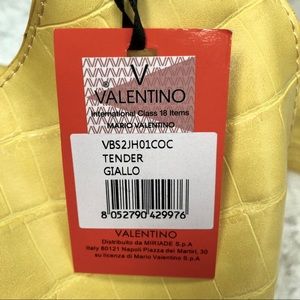 V
VALENTINO
International Class 18 Items
MARIO VALENTINO
VBS2JH01COC
TENDER
GIALLO
8 052790 429976
VALENTINO
Distribuito da MIRIADE S.p.A
Italy 80121 Napoli Piazza dei Martiri, 30
su licenza di Mario Valentino S.p.A